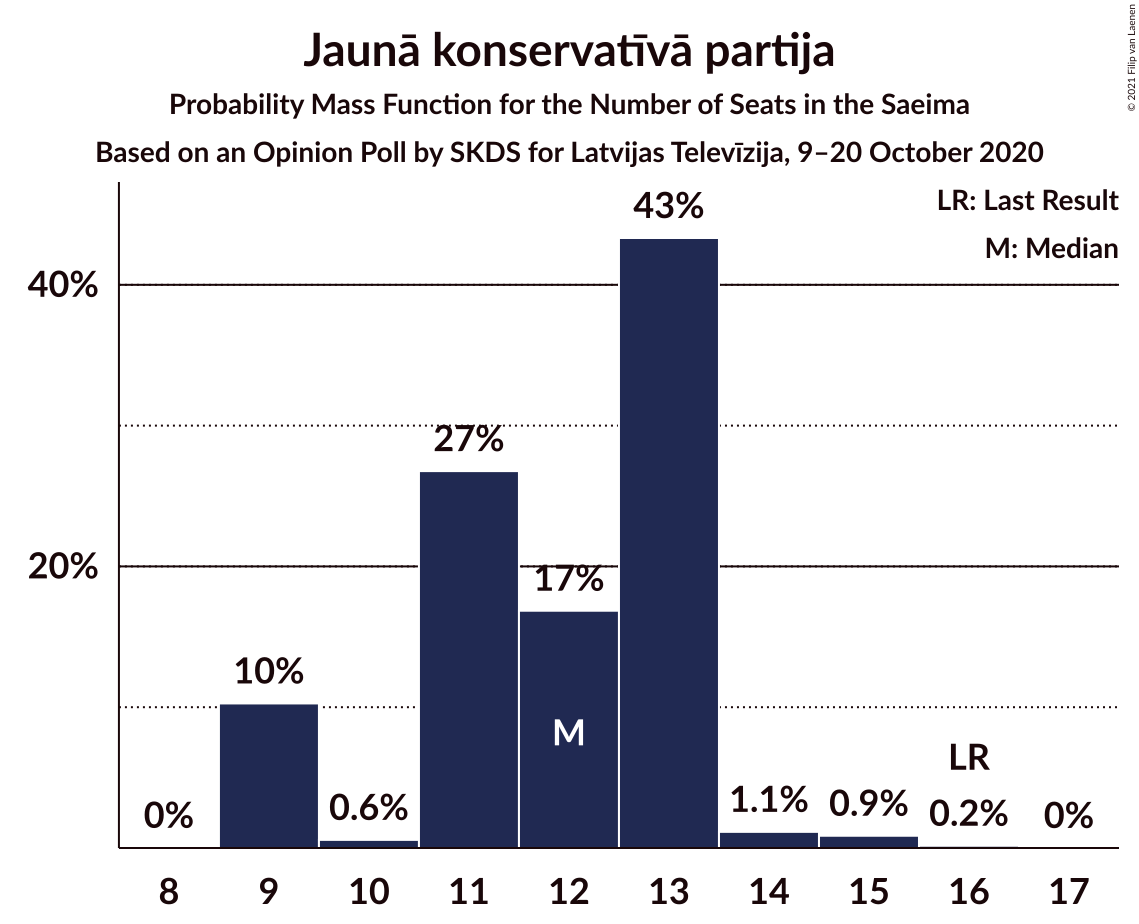 Jaunā konservatīvā partija
Probability Mass Function for the Number of Seats in the Saeima
Based on an Opinion Poll by SKDS for Latvijas Televīzija, 9–20 October 2020
© 2021 Filip van Laenen
LR: Last Result
M: Median
40%
20%
0%
10%
0.6%
27%
17%
M
43%
1.1%
0.9%
LR
0.2%
0%
8 9 10 11 12 13 14 15 16 17